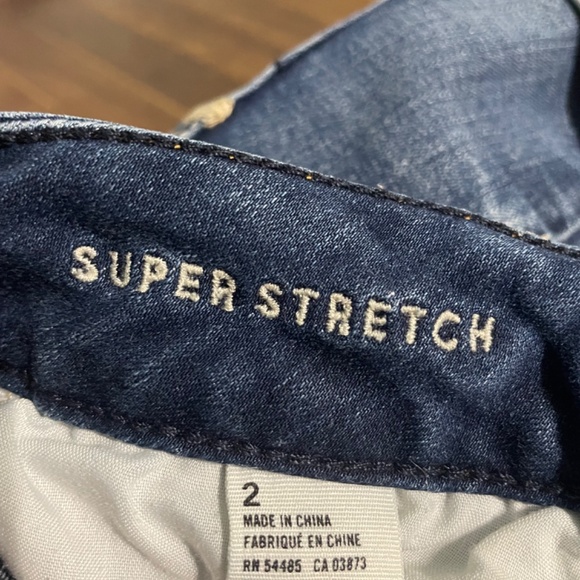 SUPER STRETCH
2
MADE IN CHINA
FABRIQUÉ EN CHINE
RN 54485 CA 03873